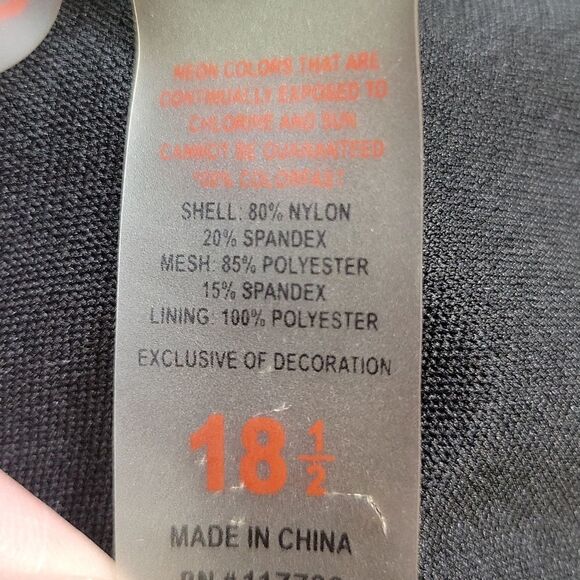 NEON COLORS THAT ARE
CONTINUALLY EXPOSED TO
CHLORINE AND SUN
CANNOT BE GUARANTEED
100% COLORFAST
SHELL: 80% NYLON
20% SPANDEX
MESH: 85% POLYESTER
15% SPANDEX
LINING: 100% POLYESTER
EXCLUSIVE OF DECORATION
18 1/2
MADE IN CHINA